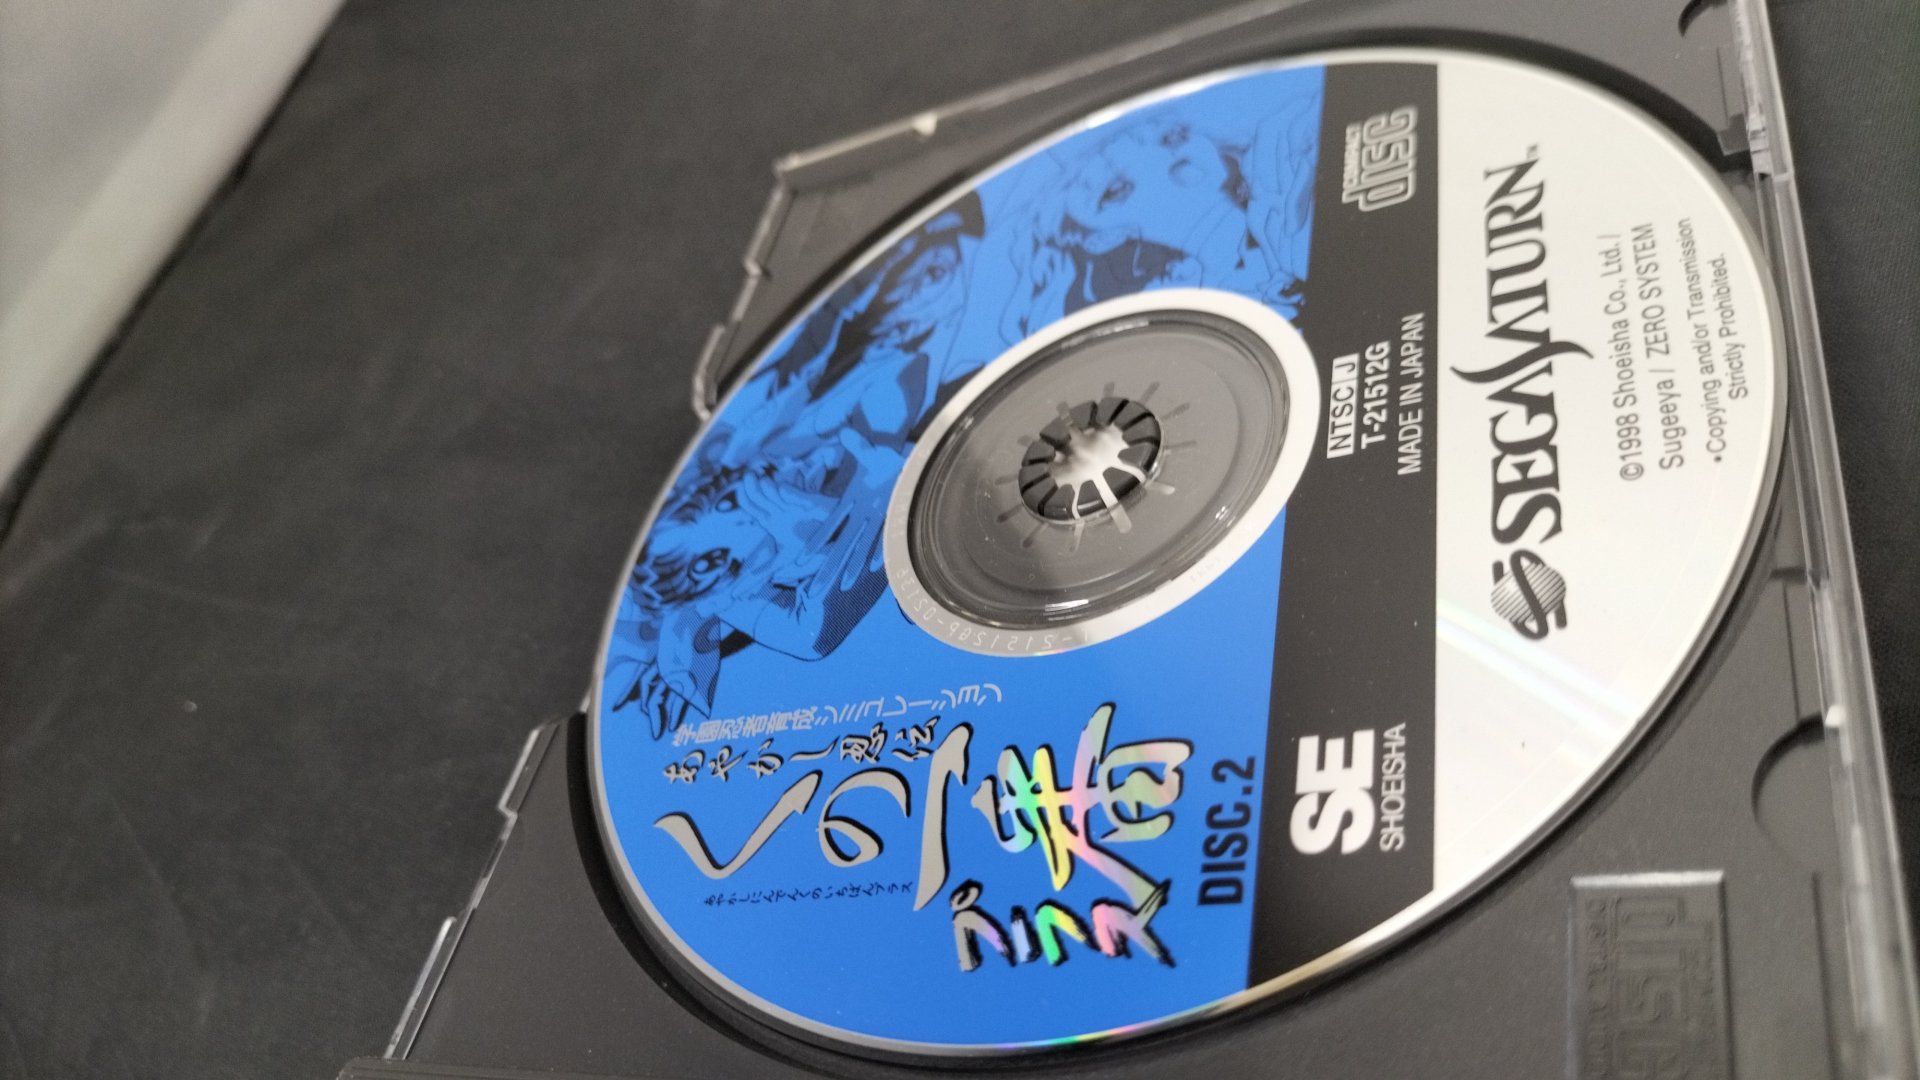 学園忍者育成シミュレーション
あやかし忍伝
くの一番
プラス
あやかしにんでんくのいちばんプラス
DISC.2
SE
SHOEISHA
NTSC J
T-21512G
MADE IN JAPAN
COMPACT
disc
SEGA SATURN™
©1998 Shoeisha Co., Ltd. /
Sugeeya / ZERO SYSTEM
•Copying and/or Transmission
Strictly Prohibited.